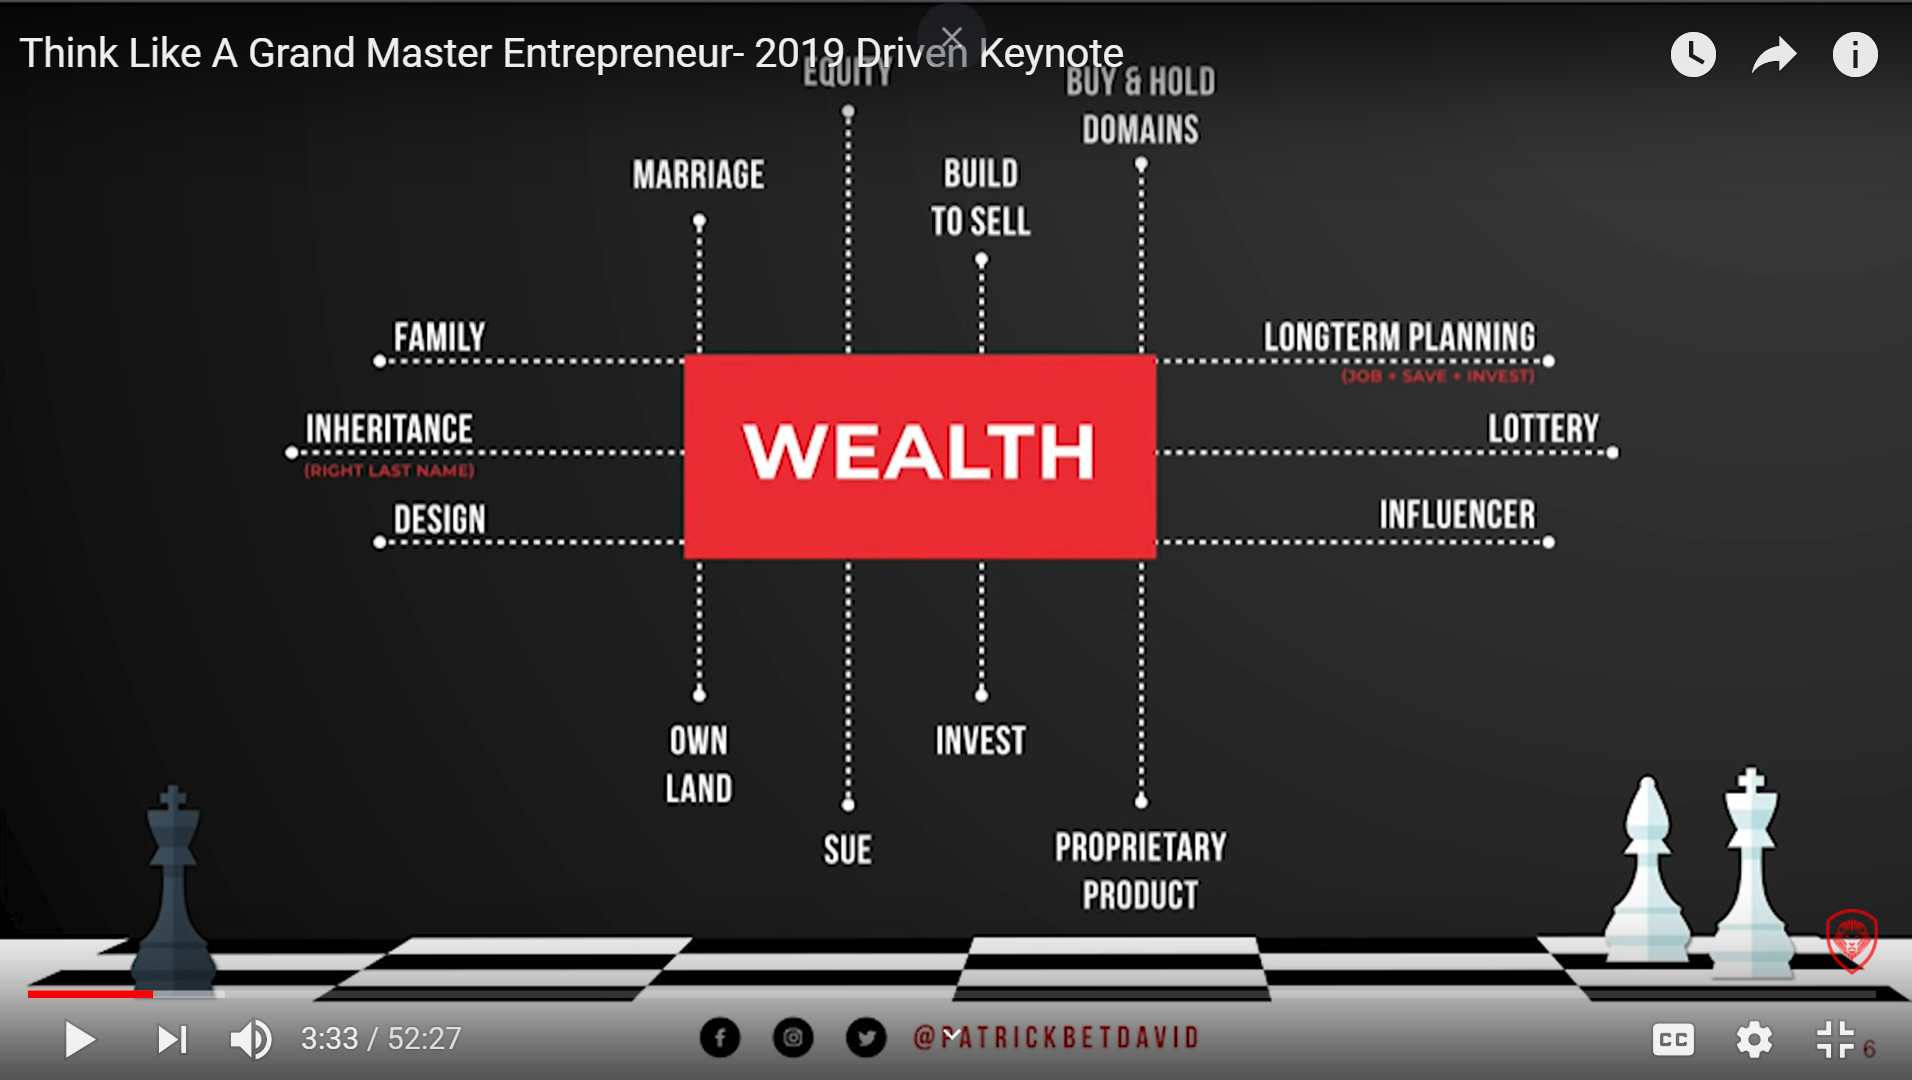 Think Like A Grand Master Entrepreneur- 2019 Driven Keynote
EQUITY
BUY & HOLD
DOMAINS
MARRIAGE
BUILD
TO SELL
FAMILY
LONGTERM PLANNING
(JOB + SAVE + INVEST)
INHERITANCE
(RIGHT LAST NAME)
LOTTERY
WEALTH
DESIGN
INFLUENCER
OWN
LAND
INVEST
SUE
PROPRIETARY
PRODUCT
3:33 / 52:27
@PATRICKBETDAVID
CC
6